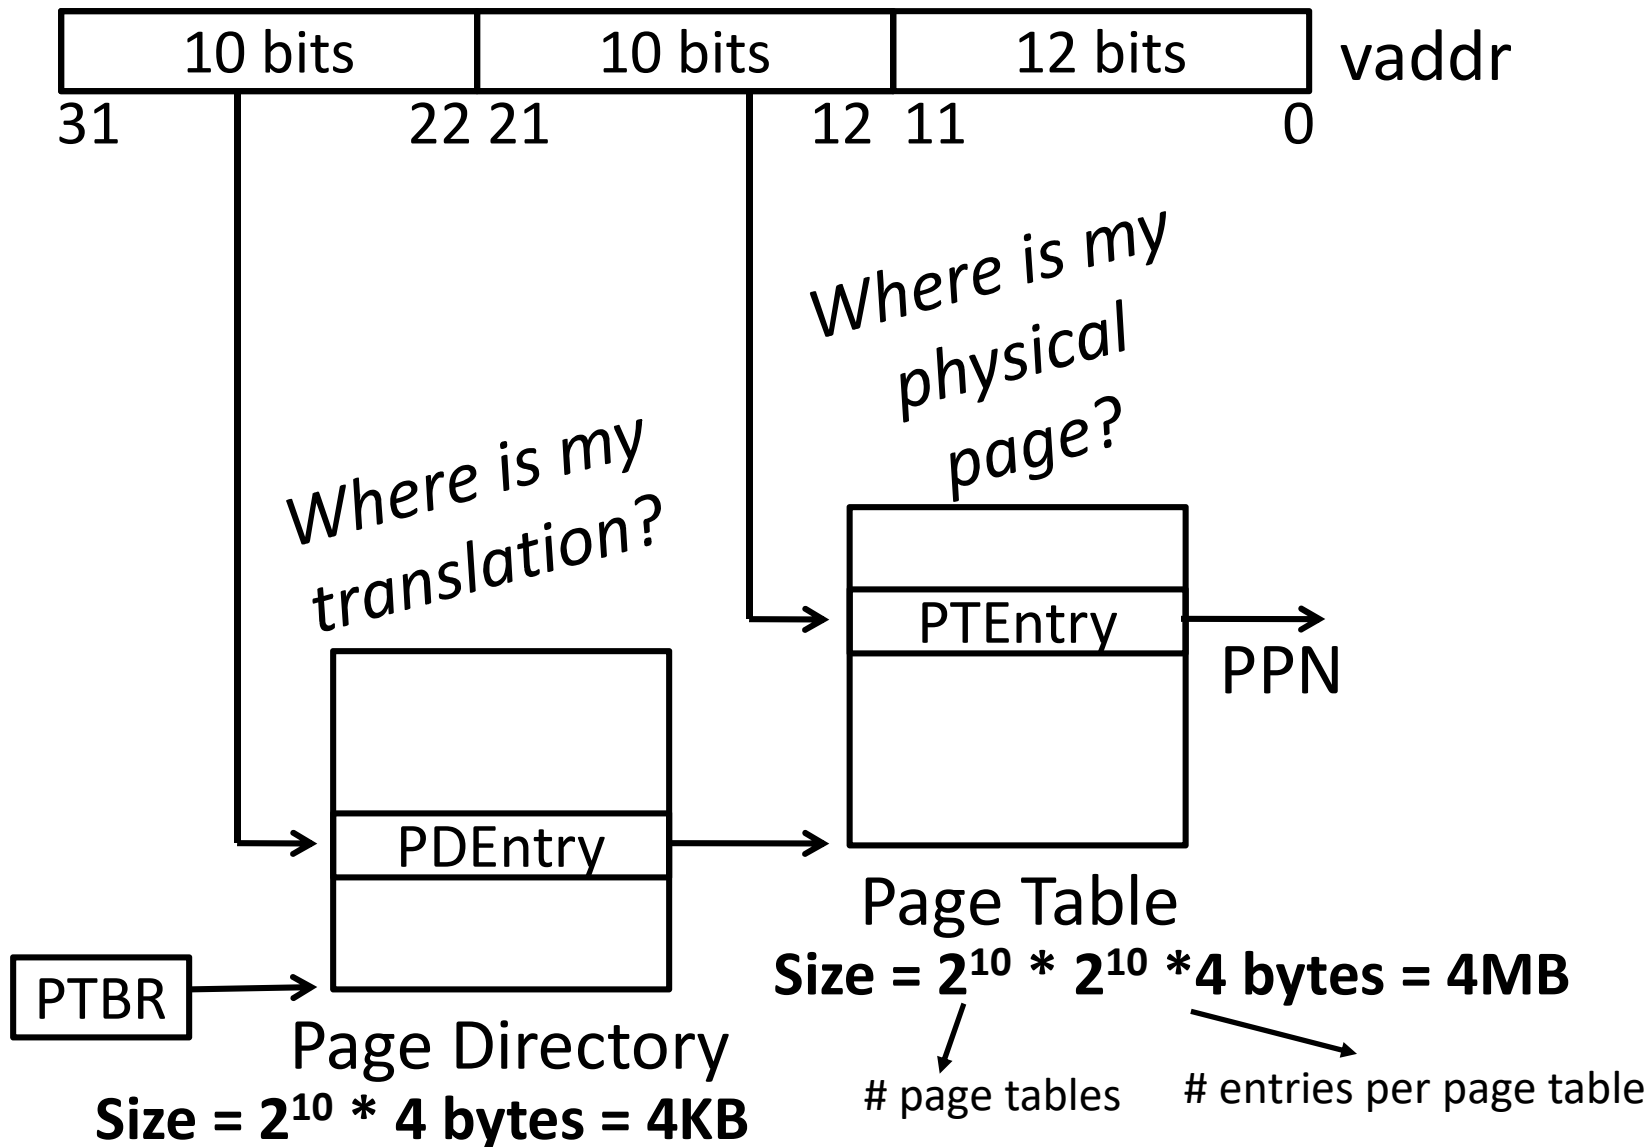 10 bits 10 bits 12 bits vaddr
31 22 21 12 11 0
Where is my
physical
page?
Where is my
translation?
PTEntry
PPN
PDEntry
Page Table
Size = 2¹⁰ * 2¹⁰ *4 bytes = 4MB
PTBR
Page Directory
# page tables # entries per page table
Size = 2¹⁰ * 4 bytes = 4KB